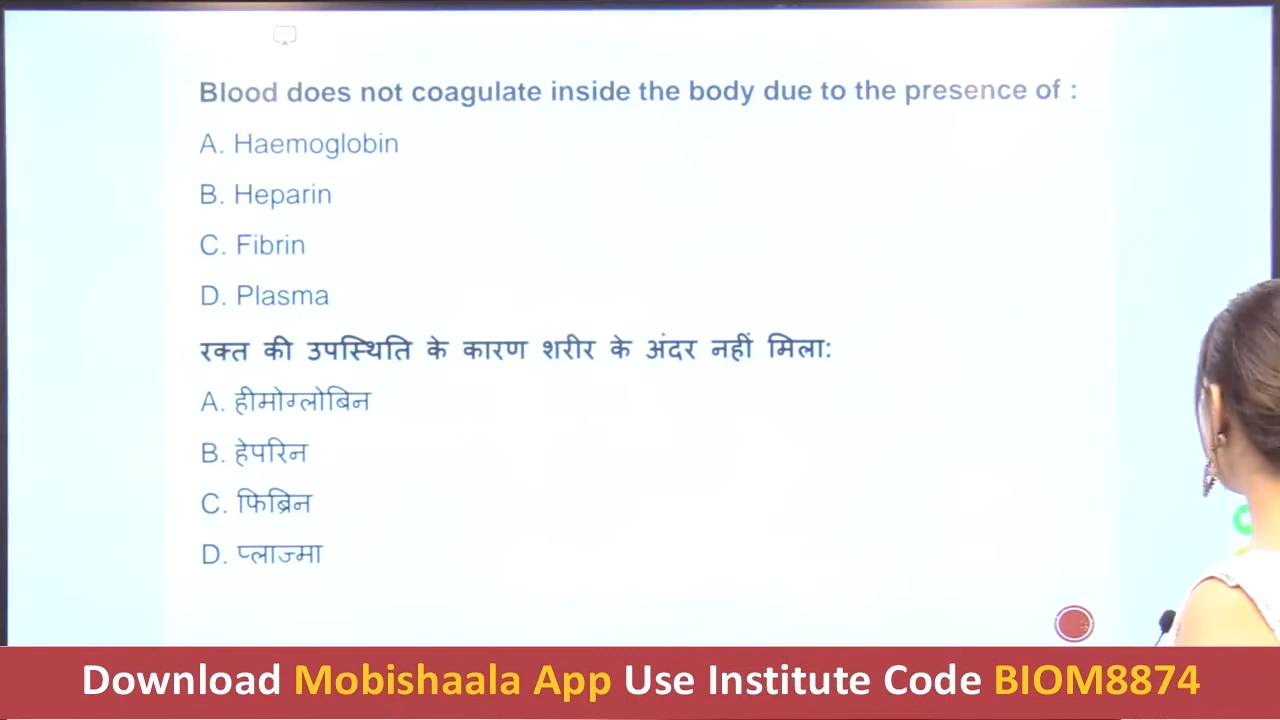 Blood does not coagulate inside the body due to the presence of :
A. Haemoglobin
B. Heparin
C. Fibrin
D. Plasma
रक्त की उपस्थिति के कारण शरीर के अंदर नहीं मिला:
A. हीमोग्लोबिन
B. हेपरिन
C. फिब्रिन
D. प्लाज्मा
Download Mobishaala App Use Institute Code BIOM8874